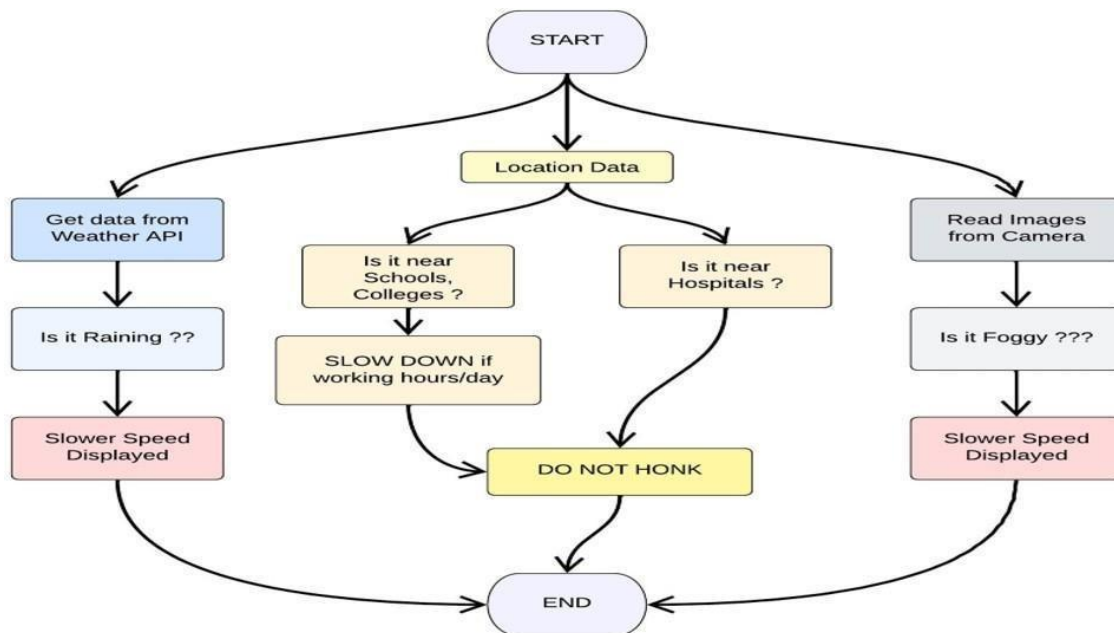 START
Location Data
Get data from
Weather API
Read Images
from Camera
Is it near
Schools,
Colleges ?
Is it near
Hospitals ?
Is it Raining ??
Is it Foggy ???
SLOW DOWN if
working hours/day
Slower Speed
Displayed
Slower Speed
Displayed
DO NOT HONK
END